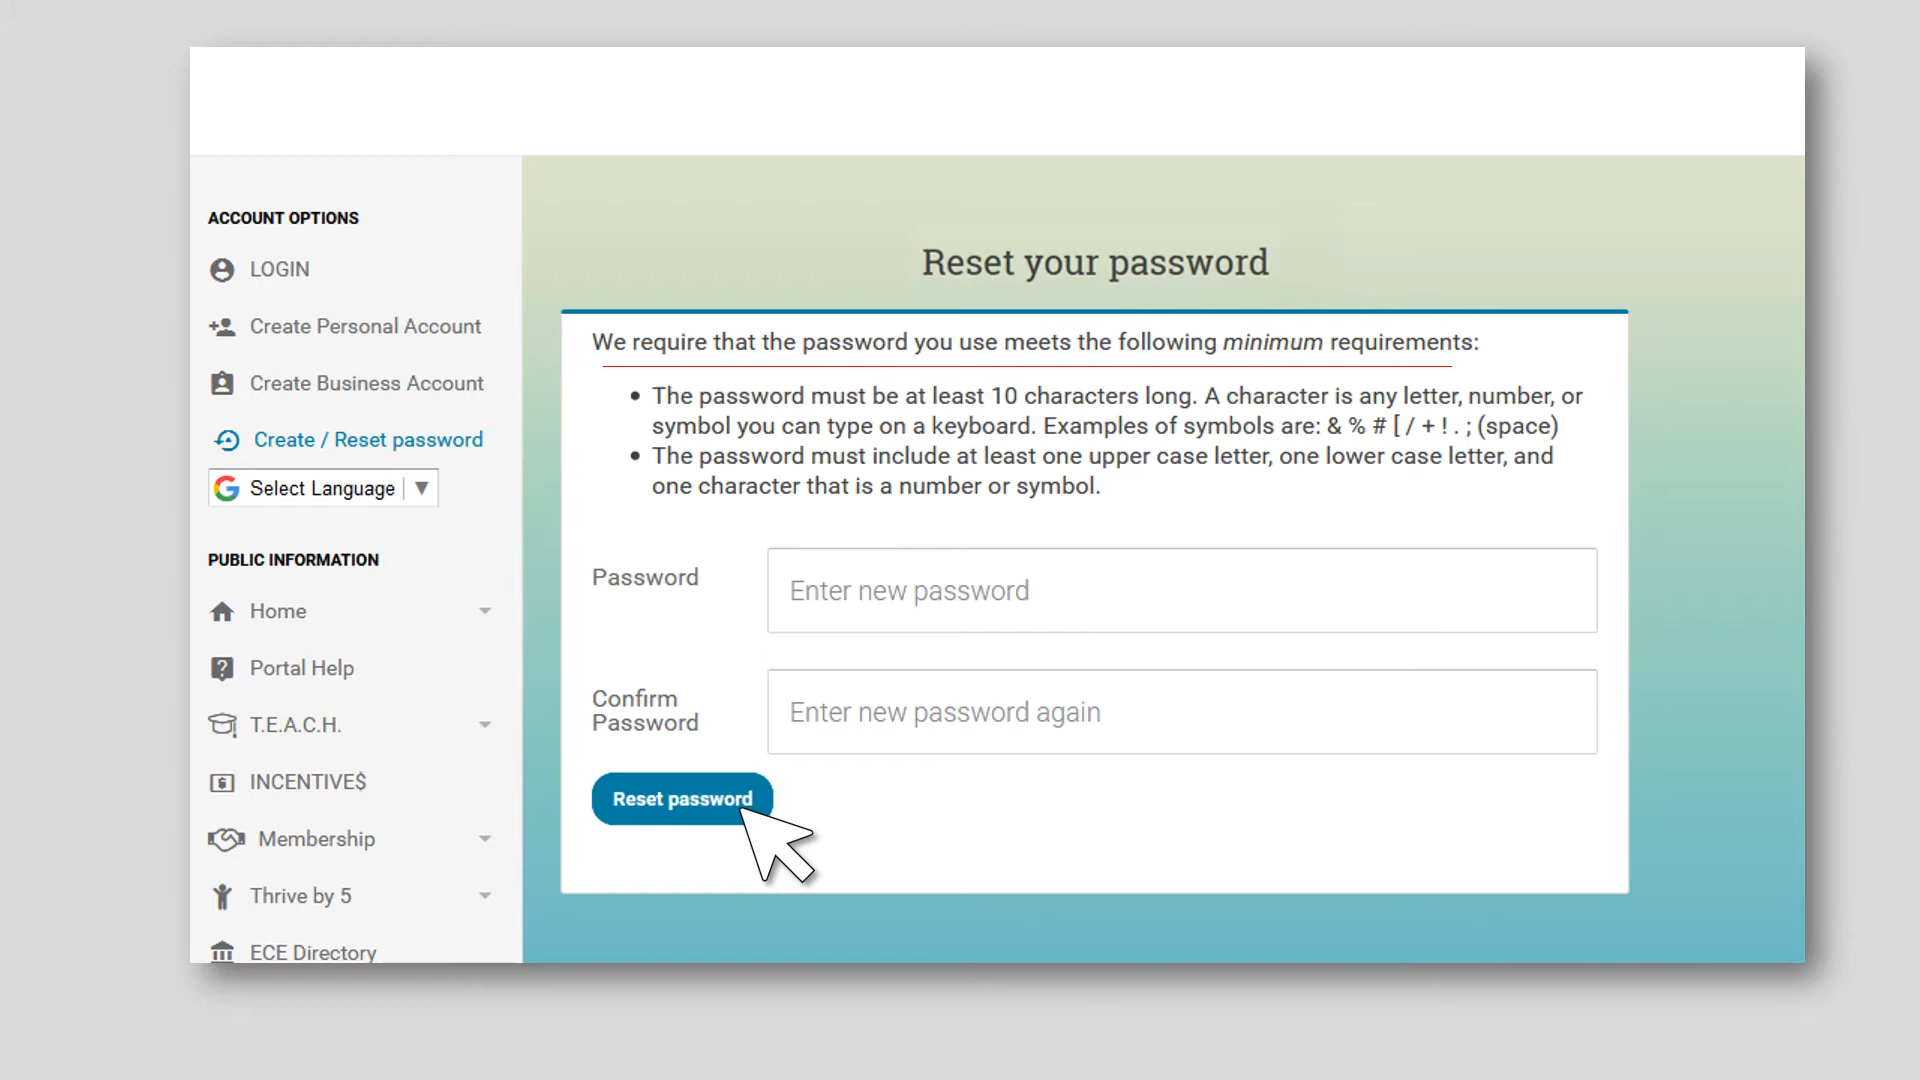 ACCOUNT OPTIONS
LOGIN
Create Personal Account
Create Business Account
Create / Reset password
Select Language ▼
PUBLIC INFORMATION
Home
Portal Help
T.E.A.C.H.
INCENTIVE$
Membership
Thrive by 5
ECE Directory
Reset your password
We require that the password you use meets the following minimum requirements:
• The password must be at least 10 characters long. A character is any letter, number, or
symbol you can type on a keyboard. Examples of symbols are: & % # [ / + ! . ; (space)
• The password must include at least one upper case letter, one lower case letter, and
one character that is a number or symbol.
Password
Enter new password
Confirm
Password
Enter new password again
Reset password